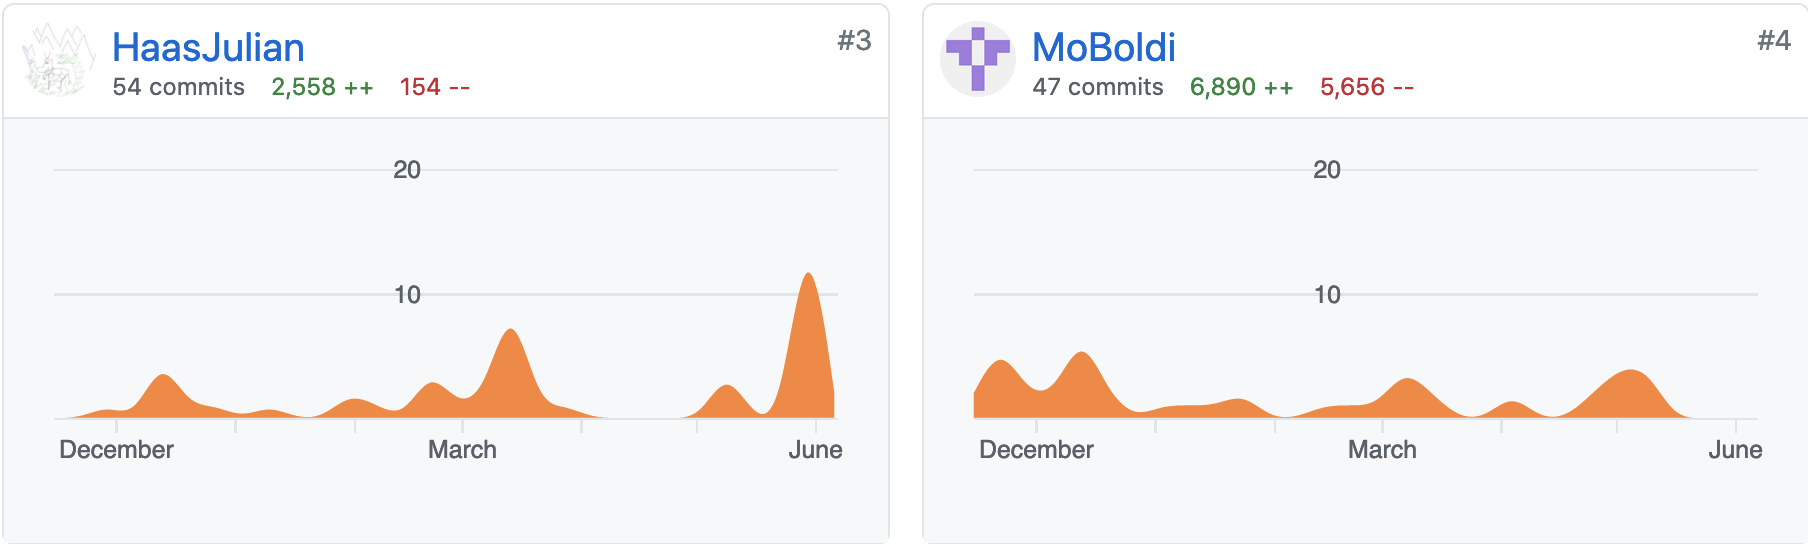 HaasJulian
#3
54 commits 2,558 ++ 154 --
20
10
December March June
MoBoldi
#4
47 commits 6,890 ++ 5,656 --
20
10
December March June